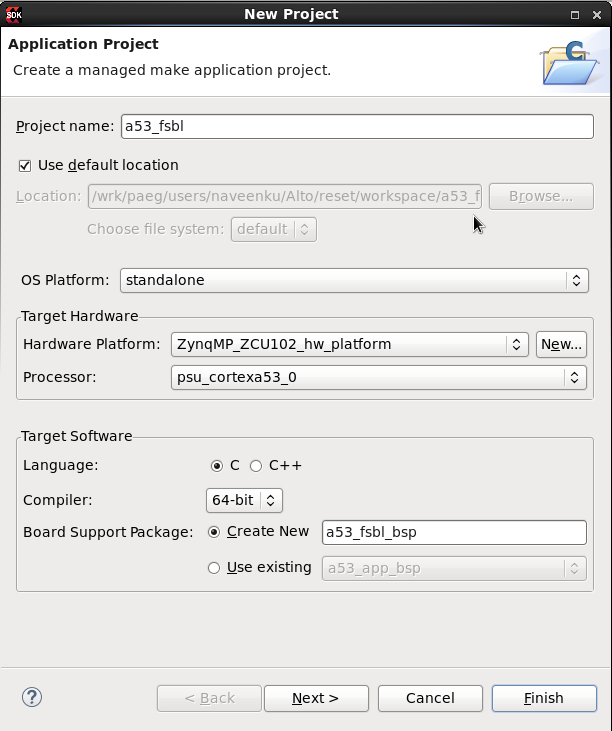 SDK New Project
Application Project
Create a managed make application project.
C
Project name: a53_fsbl
Use default location
Location: /wrk/paeg/users/naveenku/Alto/reset/workspace/a53_f Browse...
Choose file system: default
OS Platform: standalone
Target Hardware
Hardware Platform: ZynqMP_ZCU102_hw_platform New...
Processor: psu_cortexa53_0
Target Software
Language: C C++
Compiler: 64-bit
Board Support Package: Create New a53_fsbl_bsp
Use existing a53_app_bsp
? < Back Next > Cancel Finish